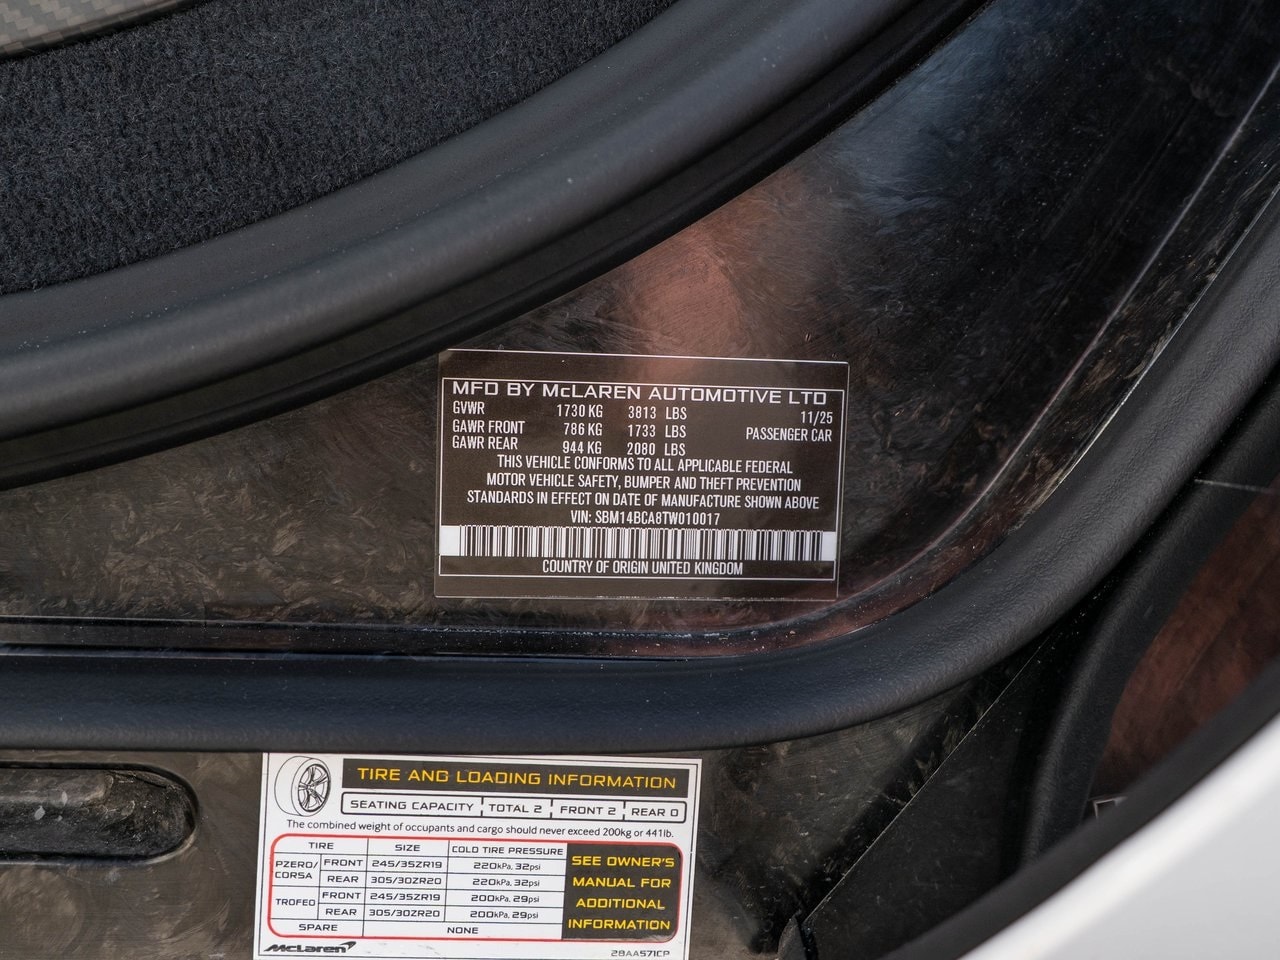 MFD BY McLAREN AUTOMOTIVE LTD
GVWR 1730 KG 3813 LBS 11/25
GAWR FRONT 786 KG 1733 LBS PASSENGER CAR
GAWR REAR 944 KG 2080 LBS
THIS VEHICLE CONFORMS TO ALL APPLICABLE FEDERAL
MOTOR VEHICLE SAFETY, BUMPER AND THEFT PREVENTION
STANDARDS IN EFFECT ON DATE OF MANUFACTURE SHOWN ABOVE
VIN: SBM14BCA8TW010017
COUNTRY OF ORIGIN UNITED KINGDOM
TIRE AND LOADING INFORMATION
SEATING CAPACITY TOTAL 2 FRONT 2 REAR 0
The combined weight of occupants and cargo should never exceed 200kg or 441lb.
TIRE SIZE COLD TIRE PRESSURE
PZERO/CORSA FRONT 245/35ZR19 220kPa, 32psi
REAR 305/30ZR20 220kPa, 32psi
TROFEO FRONT 245/35ZR19 200kPa, 29psi
REAR 305/30ZR20 200kPa, 29psi
SPARE NONE
SEE OWNER'S
MANUAL FOR
ADDITIONAL
INFORMATION
McLaren
28AA571CP